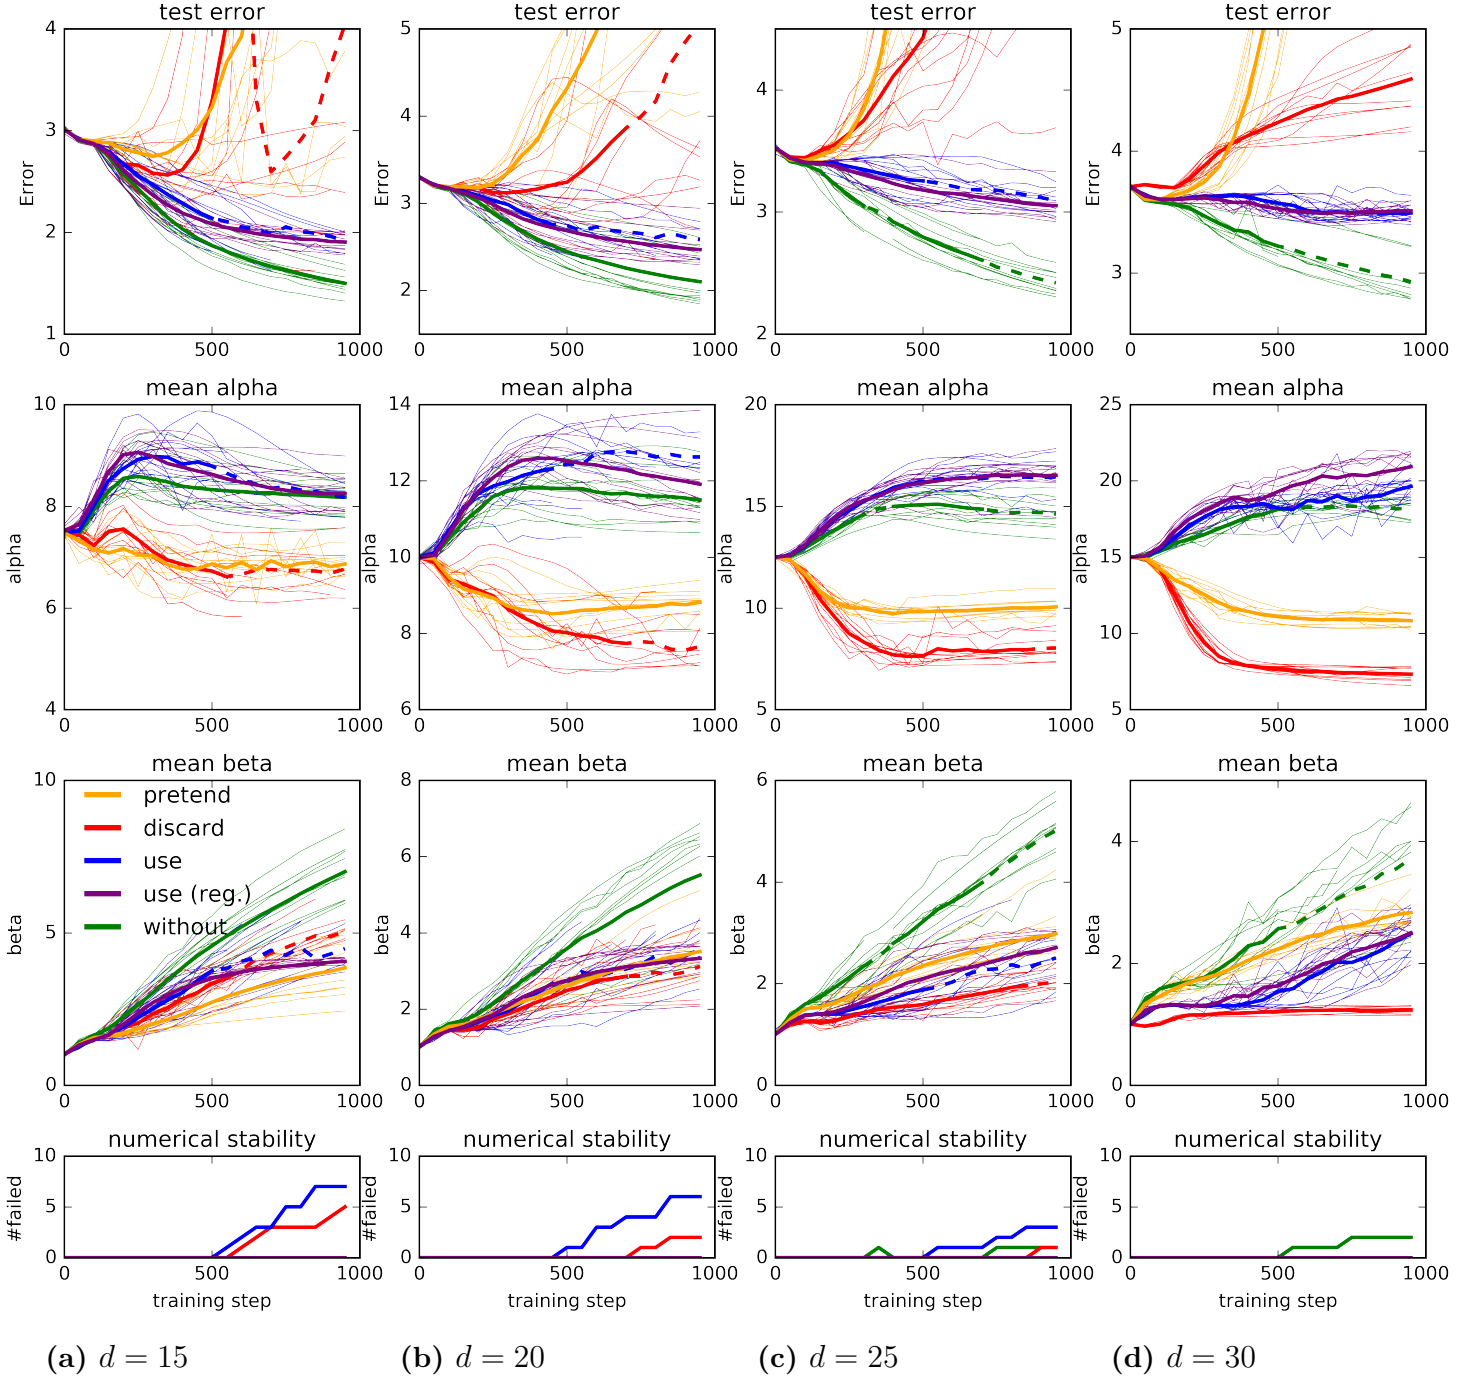 test error
4
3
2
1
Error
0 500 1000
test error
5
4
3
2
Error
0 500 1000
test error
4
3
2
Error
0 500 1000
test error
5
4
3
Error
0 500 1000
mean alpha
10
8
6
4
alpha
0 500 1000
mean alpha
14
12
10
8
6
alpha
0 500 1000
mean alpha
20
15
10
5
alpha
0 500 1000
mean alpha
25
20
15
10
5
alpha
0 500 1000
mean beta
10
5
0
beta
pretend
discard
use
use (reg.)
without
0 500 1000
mean beta
8
6
4
2
0
beta
0 500 1000
mean beta
6
4
2
0
beta
0 500 1000
mean beta
4
2
0
beta
0 500 1000
numerical stability
10
5
0
#failed
0 500 1000
training step
numerical stability
10
5
0
#failed
0 500 1000
training step
numerical stability
10
5
0
#failed
0 500 1000
training step
numerical stability
10
5
0
#failed
0 500 1000
training step
(a) d = 15
(b) d = 20
(c) d = 25
(d) d = 30